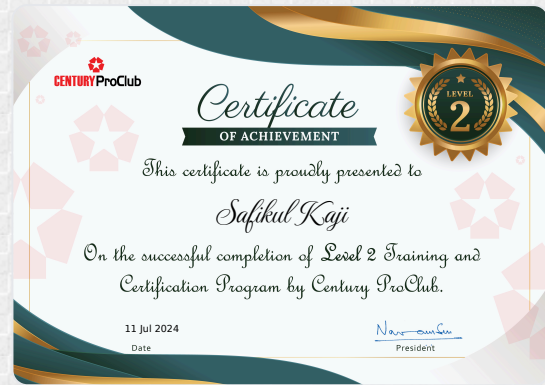 CENTURY ProClub
LEVEL
2
Certificate
OF ACHIEVEMENT
This certificate is proudly presented to
Safikul Kaji
On the successful completion of Level 2 Training and
Certification Program by Century ProClub.
11 Jul 2024
Date
President